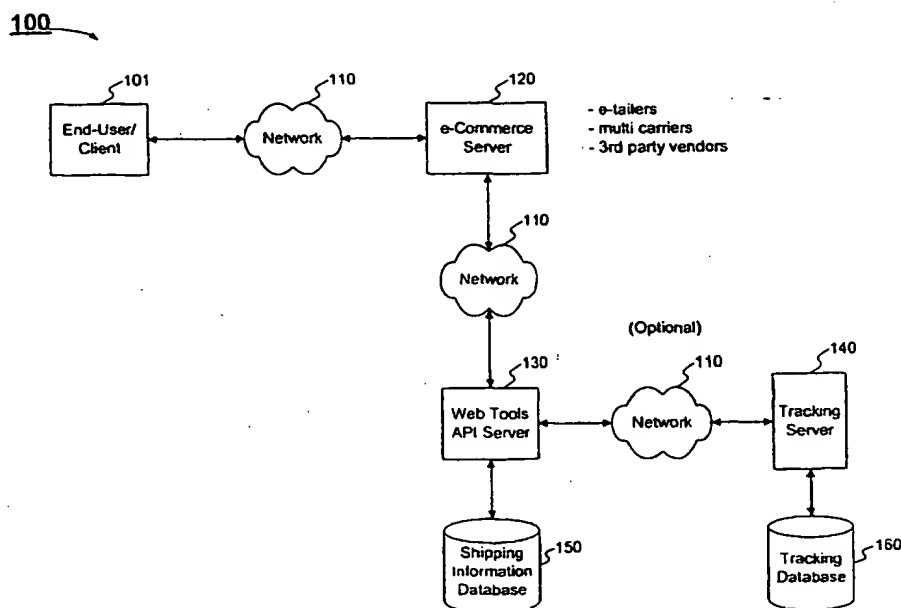 100
101
110
120
End-User/
Client
Network
e-Commerce
Server
- e-tailers
- multi carriers
- 3rd party vendors
110
Network
(Optional)
130
110
140
Web Tools
API Server
Network
Tracking
Server
Shipping
Information
Database
150
Tracking
Database
160